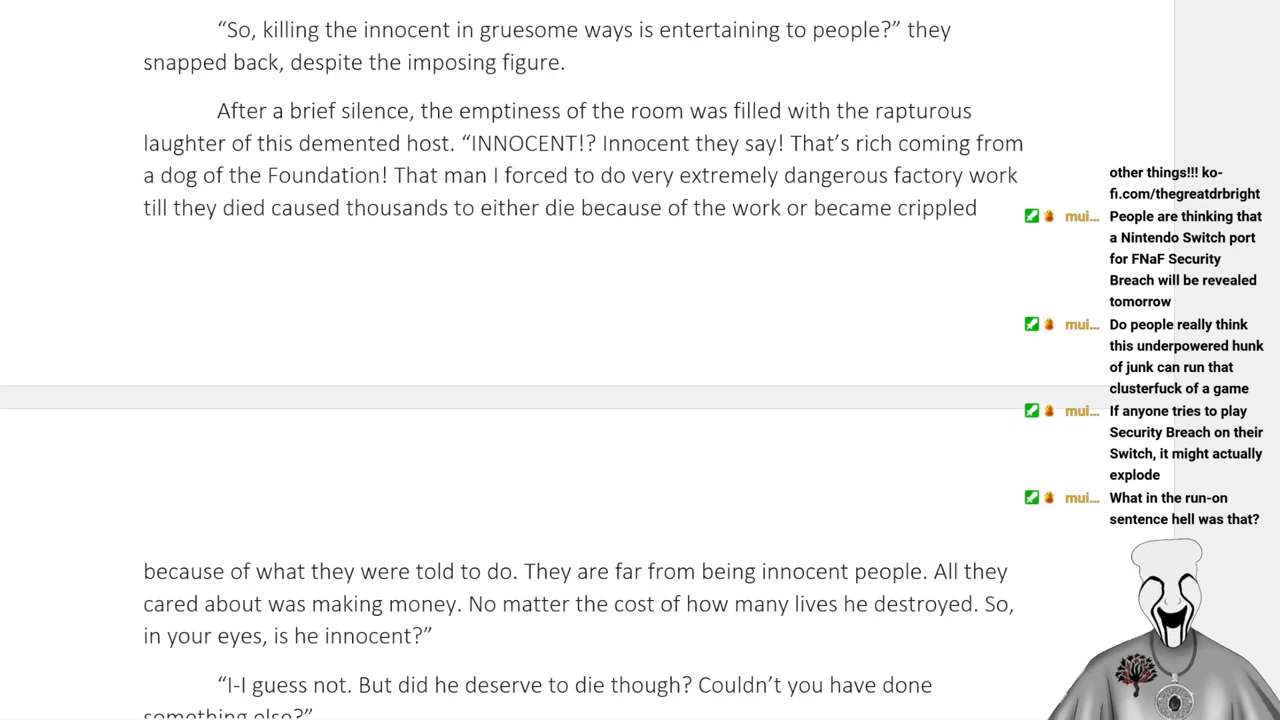 “So, killing the innocent in gruesome ways is entertaining to people?” they
snapped back, despite the imposing figure.
After a brief silence, the emptiness of the room was filled with the rapturous
laughter of this demented host. “INNOCENT!? Innocent they say! That’s rich coming from
a dog of the Foundation! That man I forced to do very extremely dangerous factory work
till they died caused thousands to either die because of the work or became crippled
because of what they were told to do. They are far from being innocent people. All they
cared about was making money. No matter the cost of how many lives he destroyed. So,
in your eyes, is he innocent?”
“I-I guess not. But did he deserve to die though? Couldn’t you have done
something else?”
other things!!! ko-
fi.com/thegreatdrbright
mui... People are thinking that
a Nintendo Switch port
for FNaF Security
Breach will be revealed
tomorrow
mui... Do people really think
this underpowered hunk
of junk can run that
clusterfuck of a game
mui... If anyone tries to play
Security Breach on their
Switch, it might actually
explode
mui... What in the run-on
sentence hell was that?